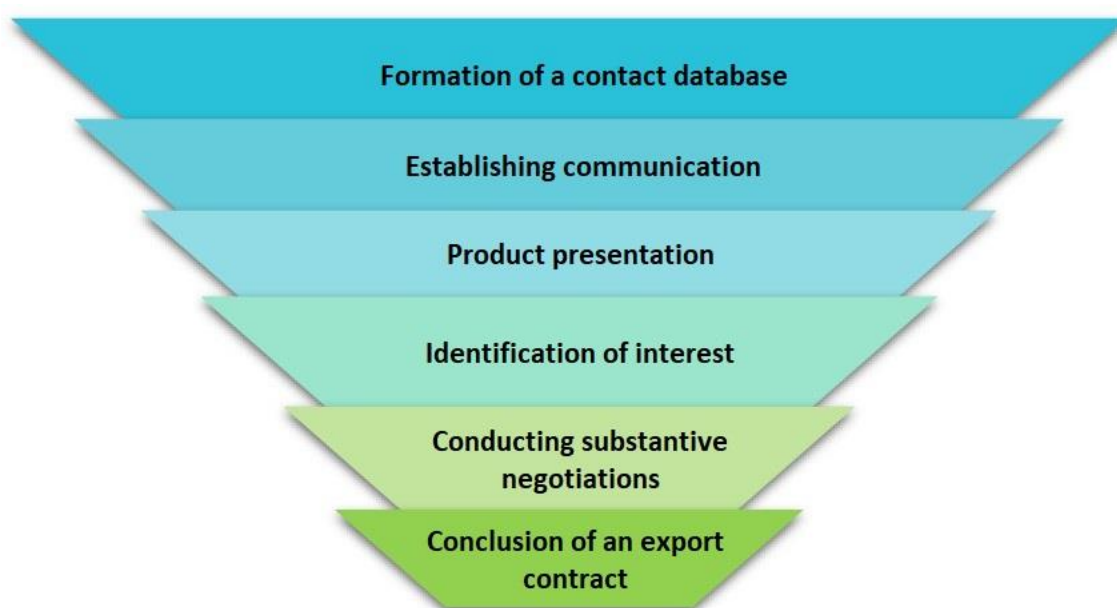 Formation of a contact database
Establishing communication
Product presentation
Identification of interest
Conducting substantive
negotiations
Conclusion of an export
contract